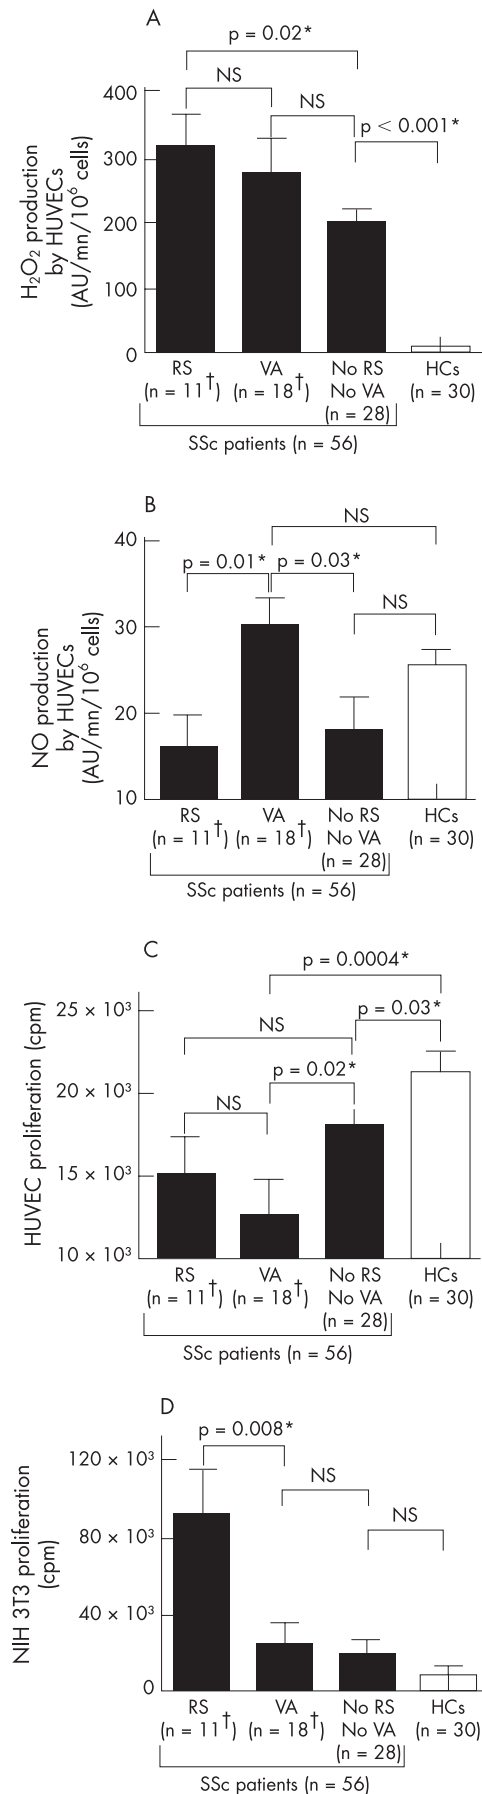 A
p = 0.02*
NS
NS
p < 0.001*
400
300
200
100
0
H₂O₂ production
by HUVECs
(AU/mn/10⁶ cells)
RS VA No RS HCs
(n = 11†) (n = 18†) No VA (n = 30)
(n = 28)
SSc patients (n = 56)
B
NS
p = 0.01* p = 0.03*
NS
40
30
20
10
NO production
by HUVECs
(AU/mn/10⁶ cells)
RS VA No RS HCs
(n = 11†) (n = 18†) No VA (n = 30)
(n = 28)
SSc patients (n = 56)
C
p = 0.0004*
p = 0.03*
NS
p = 0.02*
NS
25 × 10³
20 × 10³
15 × 10³
10 × 10³
HUVEC proliferation (cpm)
RS VA No RS HCs
(n = 11†) (n = 18†) No VA (n = 30)
(n = 28)
SSc patients (n = 56)
D
p = 0.008*
NS
NS
120 × 10³
80 × 10³
40 × 10³
0
NIH 3T3 proliferation
(cpm)
RS VA No RS HCs
(n = 11†) (n = 18†) No VA (n = 30)
(n = 28)
SSc patients (n = 56)